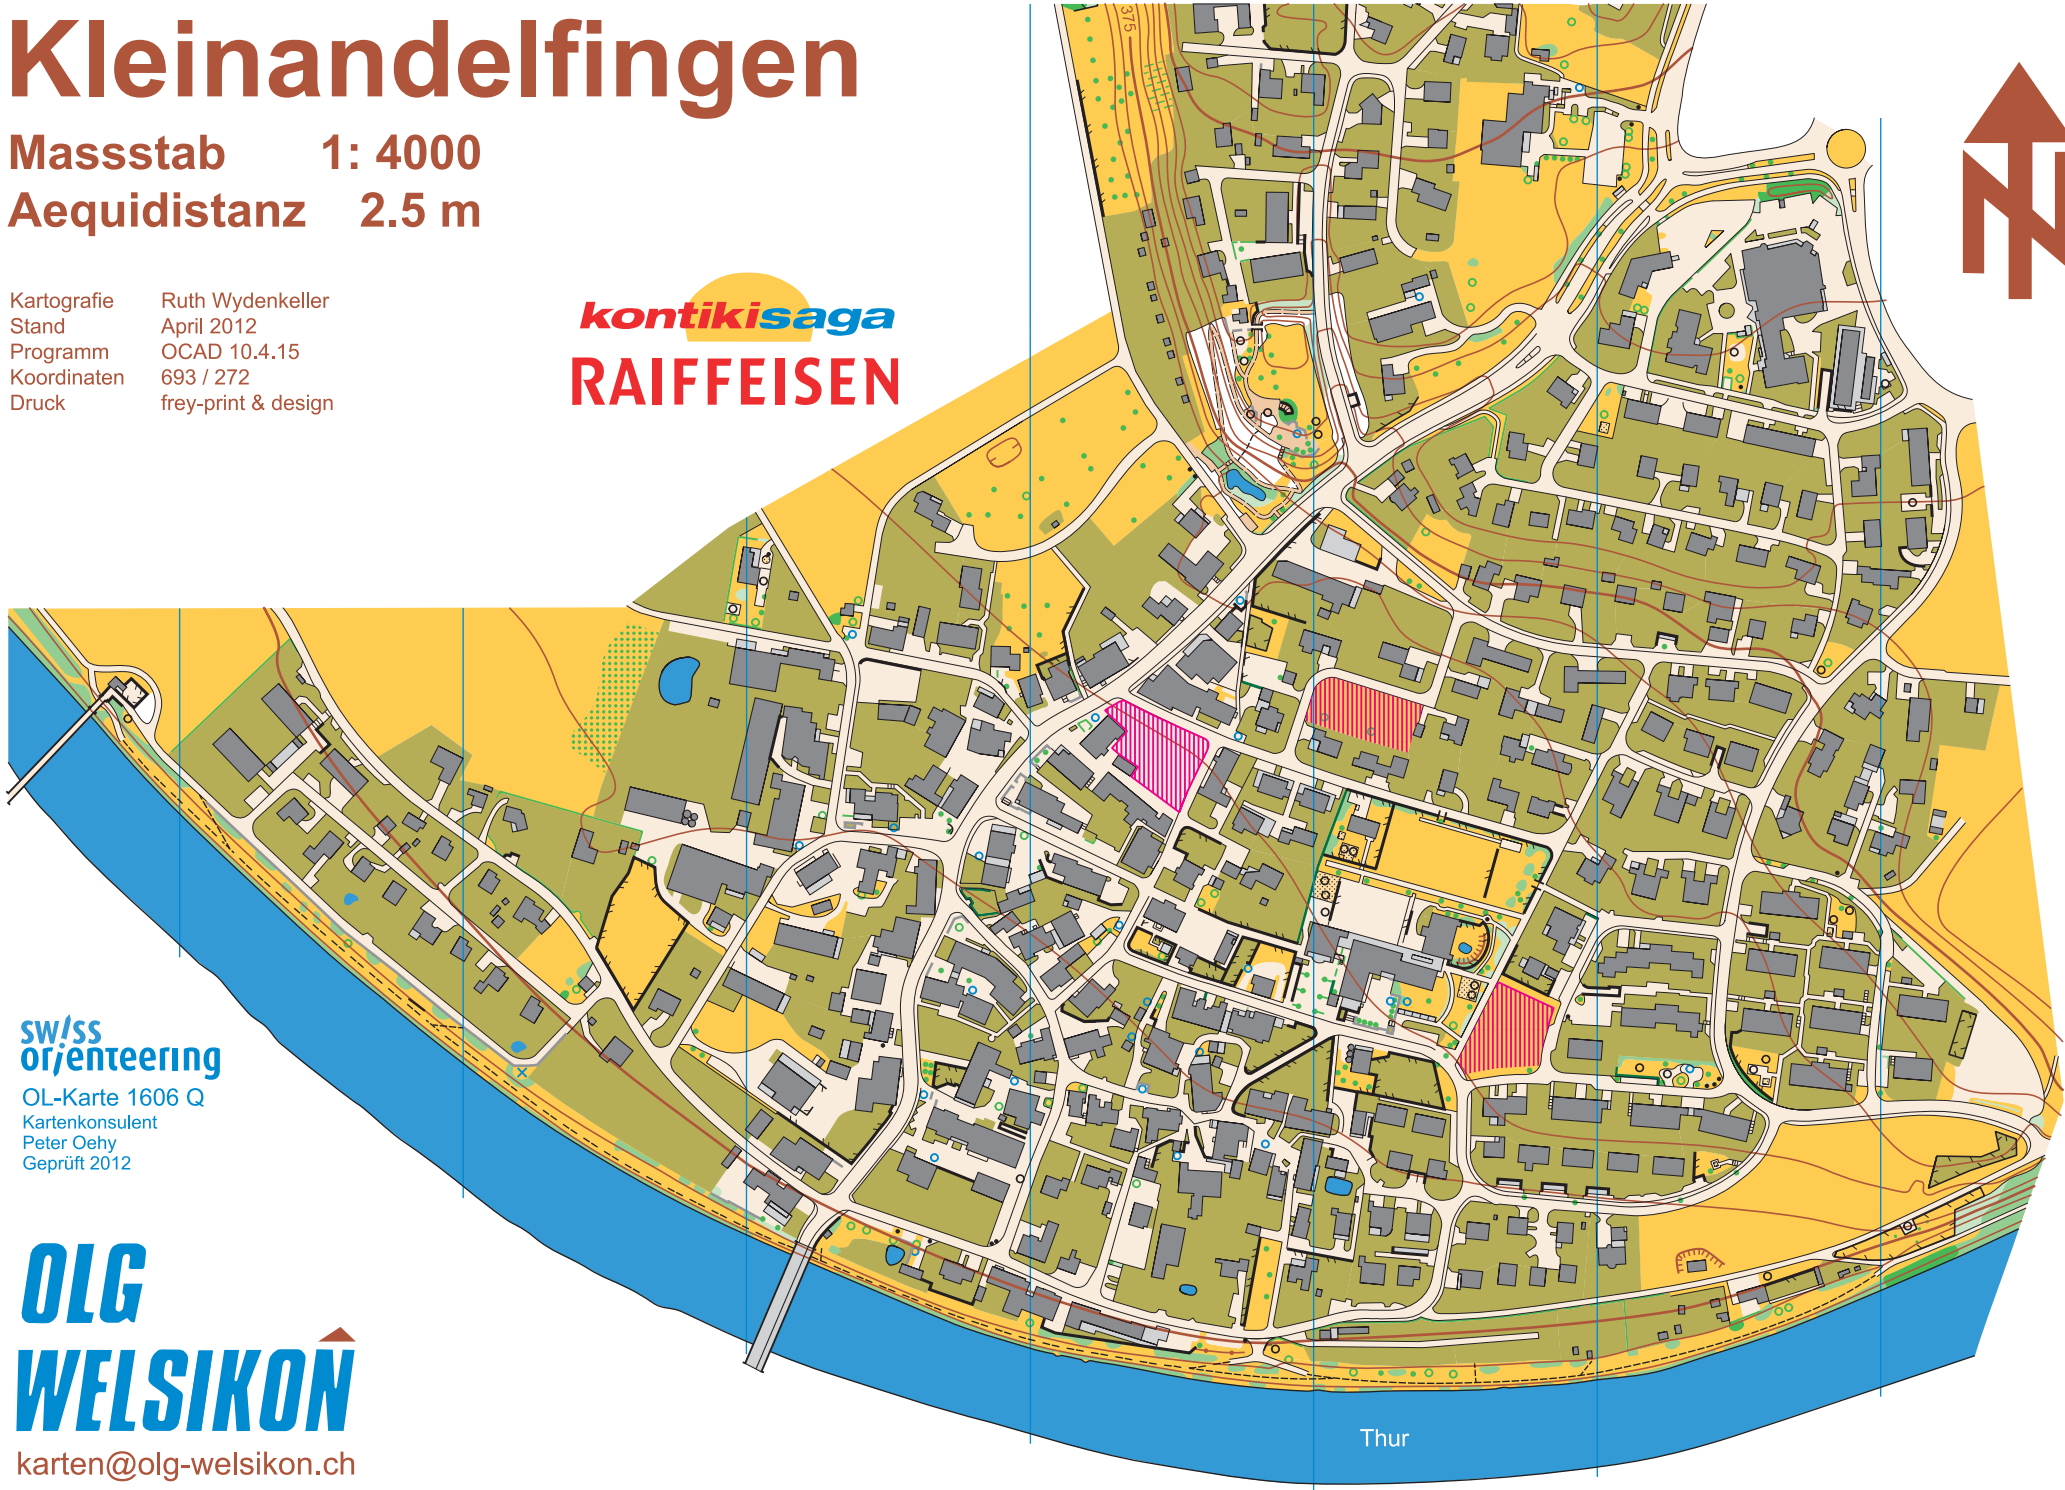 Kleinandelfingen
Massstab 1: 4000
Aequidistanz 2.5 m
Kartografie Ruth Wydenkeller
Stand April 2012
Programm OCAD 10.4.15
Koordinaten 693 / 272
Druck frey-print & design
kontikisaga
RAIFFEISEN
375
N
swiss
orienteering
OL-Karte 1606 Q
Kartenkonsulent
Peter Oehy
Geprüft 2012
OLG
WELSIKON
karten@olg-welsikon.ch
Thur